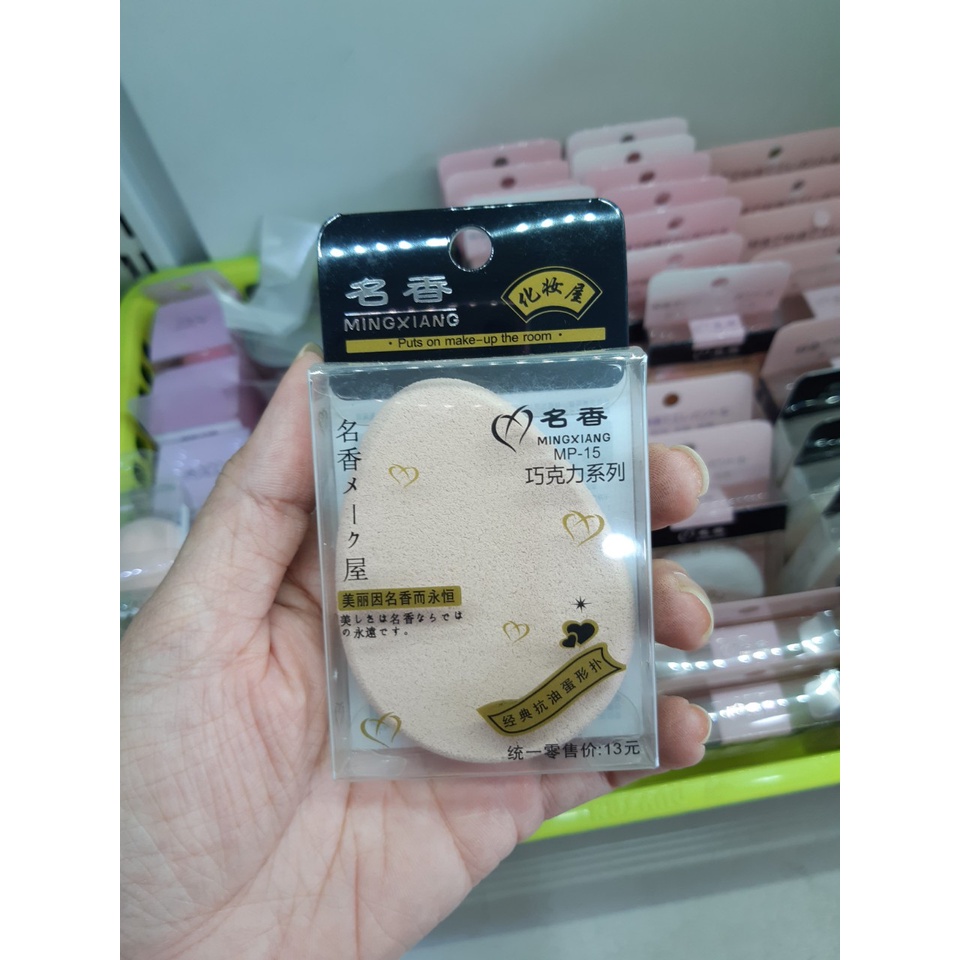 名香
MINGXIANG
化妆屋
· Puts on make-up the room ·
名香メーク屋
名香
MINGXIANG
MP-15
巧克力系列
美丽因名香而永恒
美しさは名香ならでは
の永遠です。
经典抗油蛋形扑
统一零售价:13元